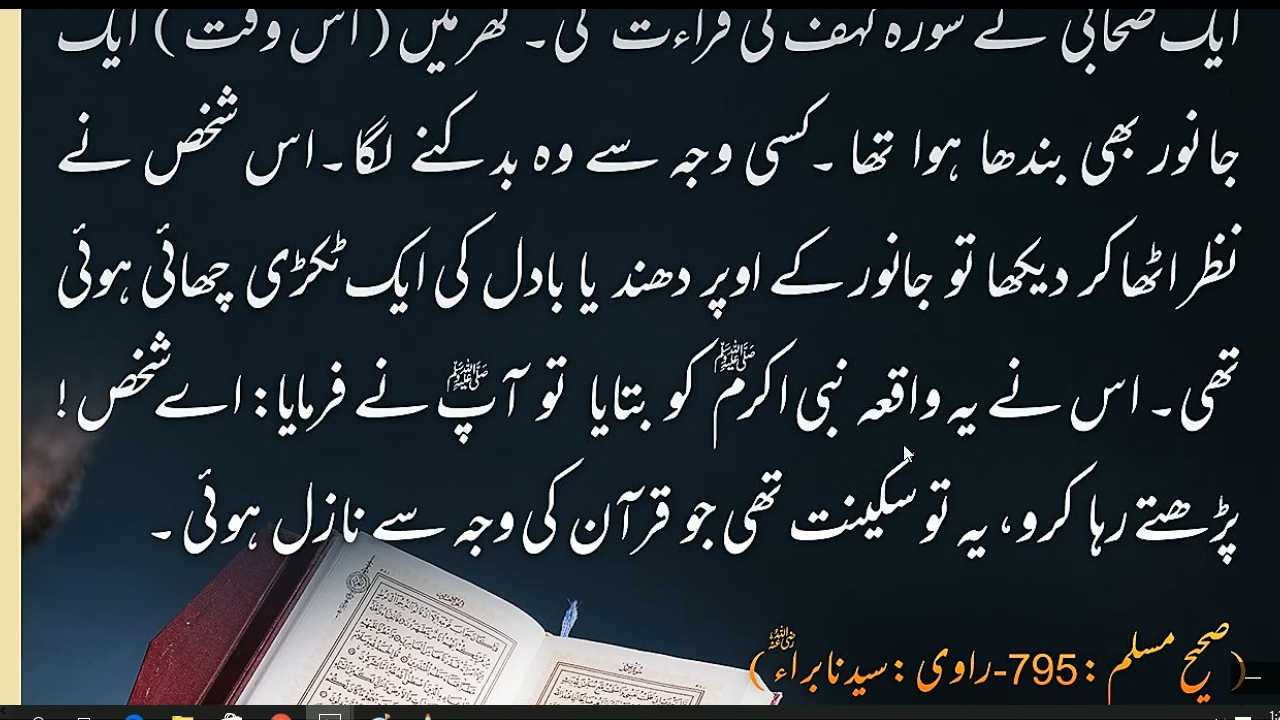 ایک صحابی نے سورہ کہف کی قراءت کی۔ گھر میں (اس وقت) ایک
جانور بھی بندھا ہوا تھا ۔کسی وجہ سے وہ بدکنے لگا۔اس شخص نے
نظر اٹھا کر دیکھا تو جانور کے اوپر دھند یا بادل کی ایک ٹکڑی چھائی ہوئی
تھی۔ اس نے یہ واقعہ نبی اکرم ﷺ کو بتایا تو آپ ﷺ نے فرمایا: اے شخص!
پڑھتے رہا کرو، یہ تو سکینت تھی جو قرآن کی وجہ سے نازل ہوئی۔
(صحیح مسلم :795-راوی : سیدنا براء رضی اللہ عنہ)